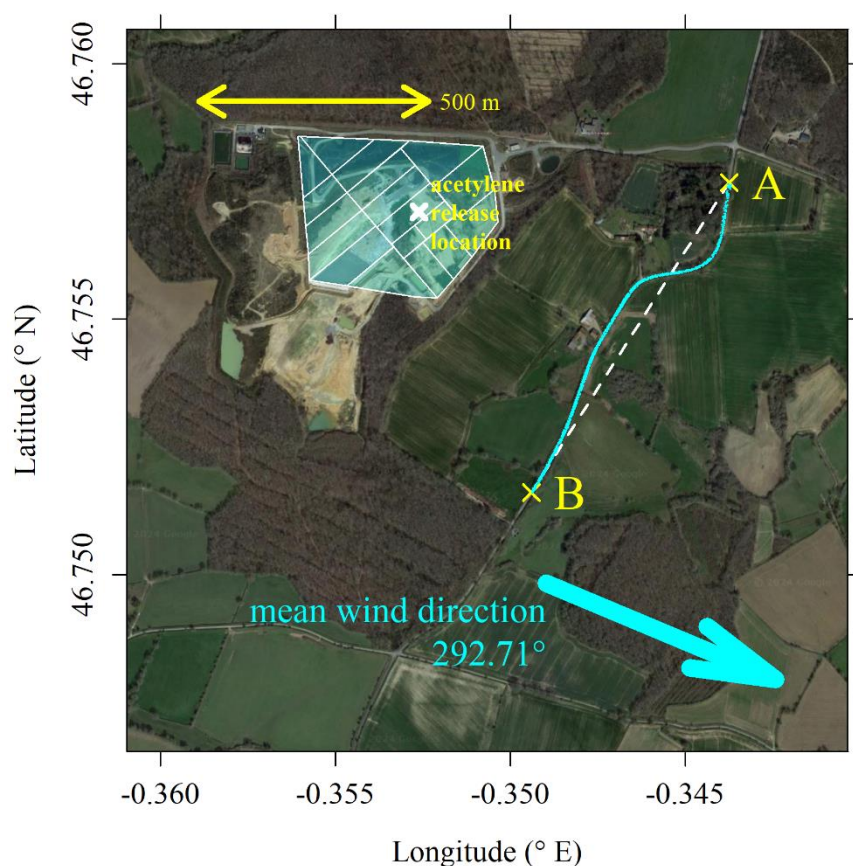 46.760
46.755
46.750
Latitude (° N)
500 m
acetylene
release
location
A
B
mean wind direction
292.71°
-0.360
-0.355
-0.350
-0.345
Longitude (° E)